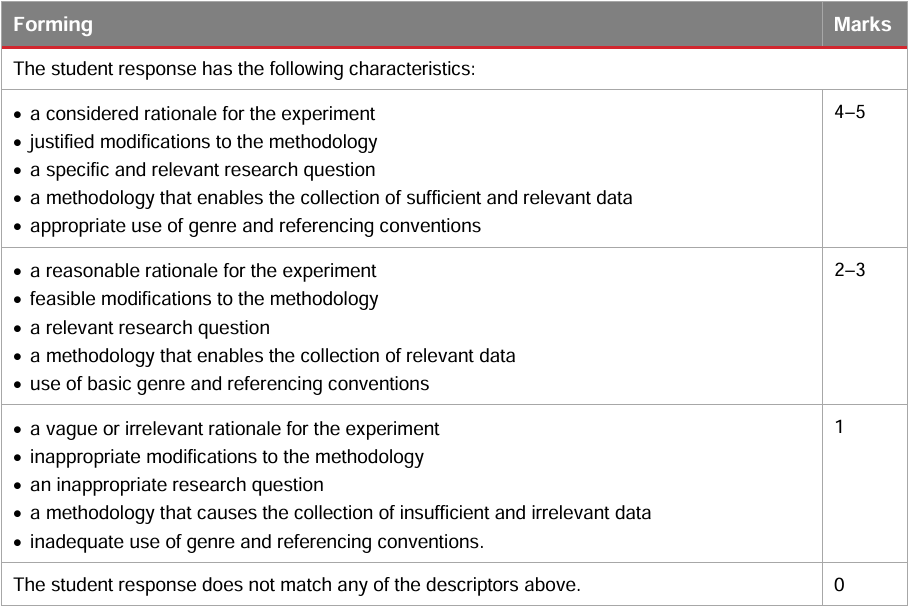 Forming Marks
The student response has the following characteristics:
• a considered rationale for the experiment 4–5
• justified modifications to the methodology
• a specific and relevant research question
• a methodology that enables the collection of sufficient and relevant data
• appropriate use of genre and referencing conventions
• a reasonable rationale for the experiment 2–3
• feasible modifications to the methodology
• a relevant research question
• a methodology that enables the collection of relevant data
• use of basic genre and referencing conventions
• a vague or irrelevant rationale for the experiment 1
• inappropriate modifications to the methodology
• an inappropriate research question
• a methodology that causes the collection of insufficient and irrelevant data
• inadequate use of genre and referencing conventions.
The student response does not match any of the descriptors above. 0